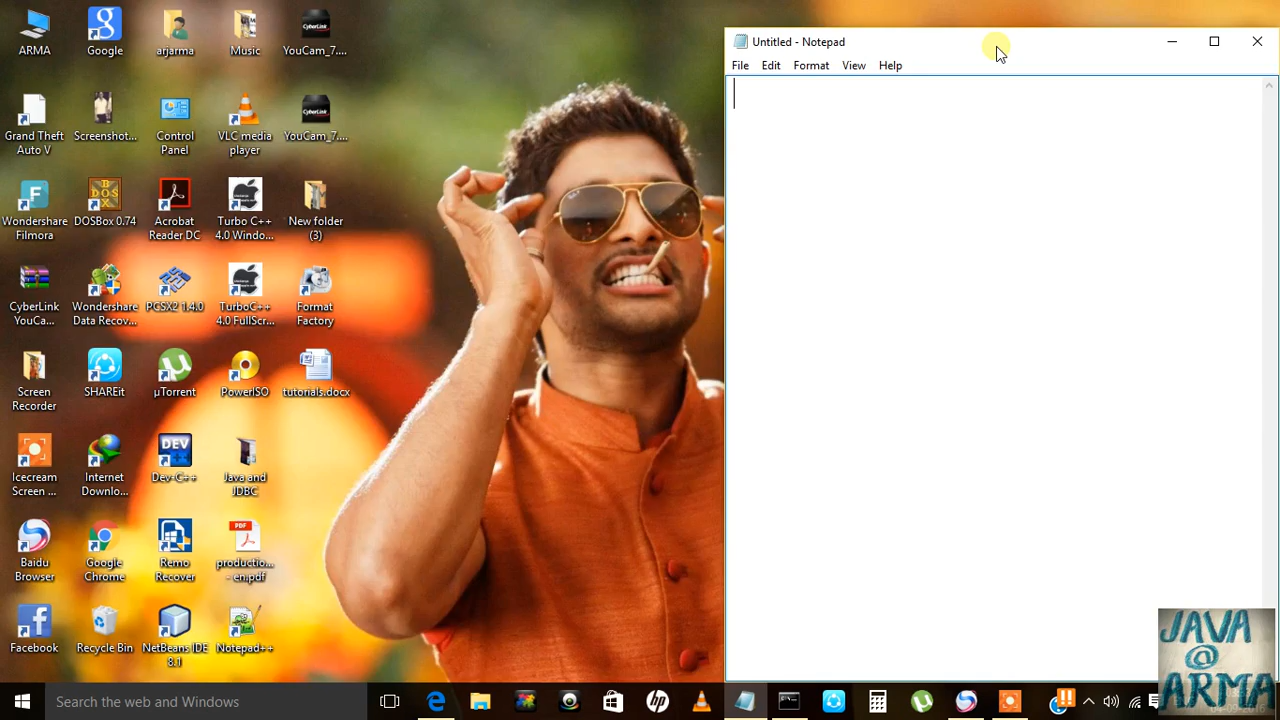 ARMA
Google
arjarma
Music
YouCam_7....
Grand Theft
Auto V
Screenshot...
Control
Panel
VLC media
player
YouCam_7....
Wondershare
Filmora
DOSBox 0.74
Acrobat
Reader DC
Turbo C++
4.0 Windo...
New folder
(3)
CyberLink
YouCa...
Wondershare
Data Recov...
PCSX2 1.4.0
TurboC++
4.0 FullScr...
Format
Factory
Screen
Recorder
SHAREit
µTorrent
PowerISO
tutorials.docx
Icecream
Screen ...
Internet
Downlo...
Dev-C++
Java and
JDBC
Baidu
Browser
Google
Chrome
Remo
Recover
productio...
- en.pdf
Facebook
Recycle Bin
NetBeans IDE
8.1
Notepad++
Untitled - Notepad
File Edit Format View Help
JAVA
@
ARMA
Search the web and Windows